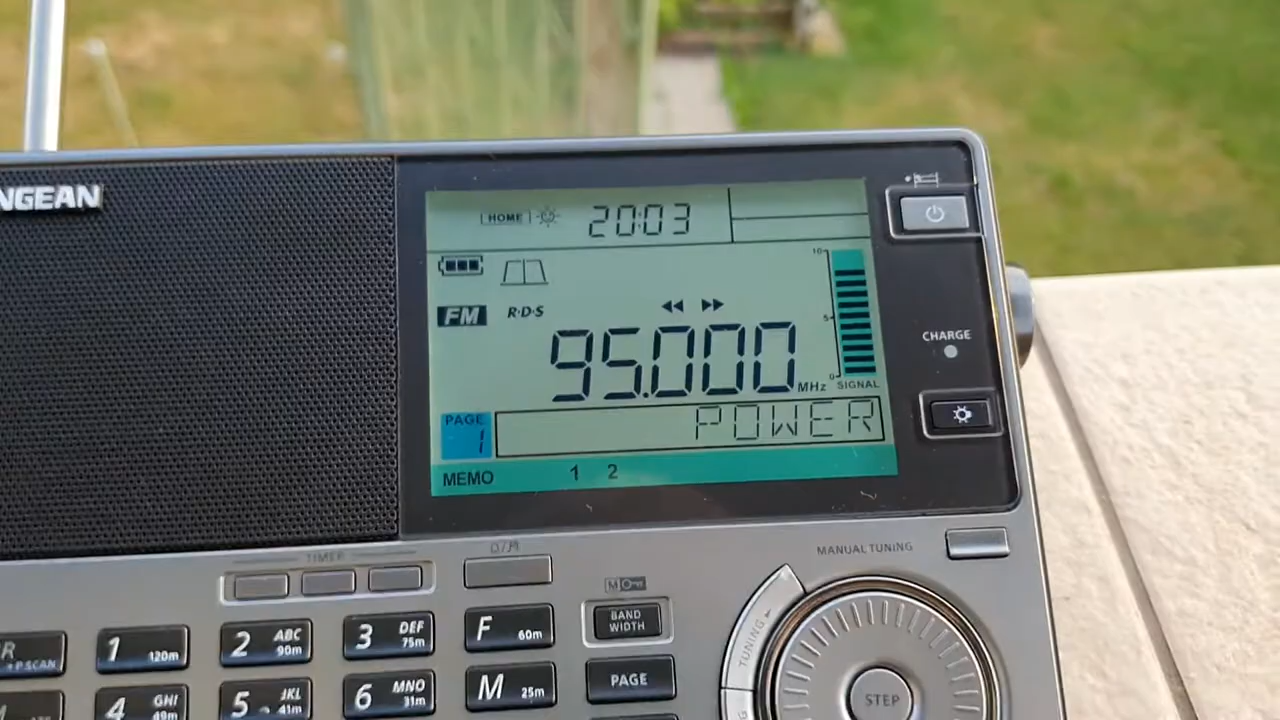 NGEAN
HOME 20:03
10
FM R·D·S
5
95.000 MHz
0
SIGNAL
PAGE
1
POWER
MEMO 1 2
CHARGE
TIMER
MANUAL TUNING
M
BAND WIDTH
R P.SCAN
1 120m
2 ABC 90m
3 DEF 75m
F 60m
TUNING
4 GHI 49m
5 JKL 41m
6 MNO 31m
M 25m
PAGE
STEP